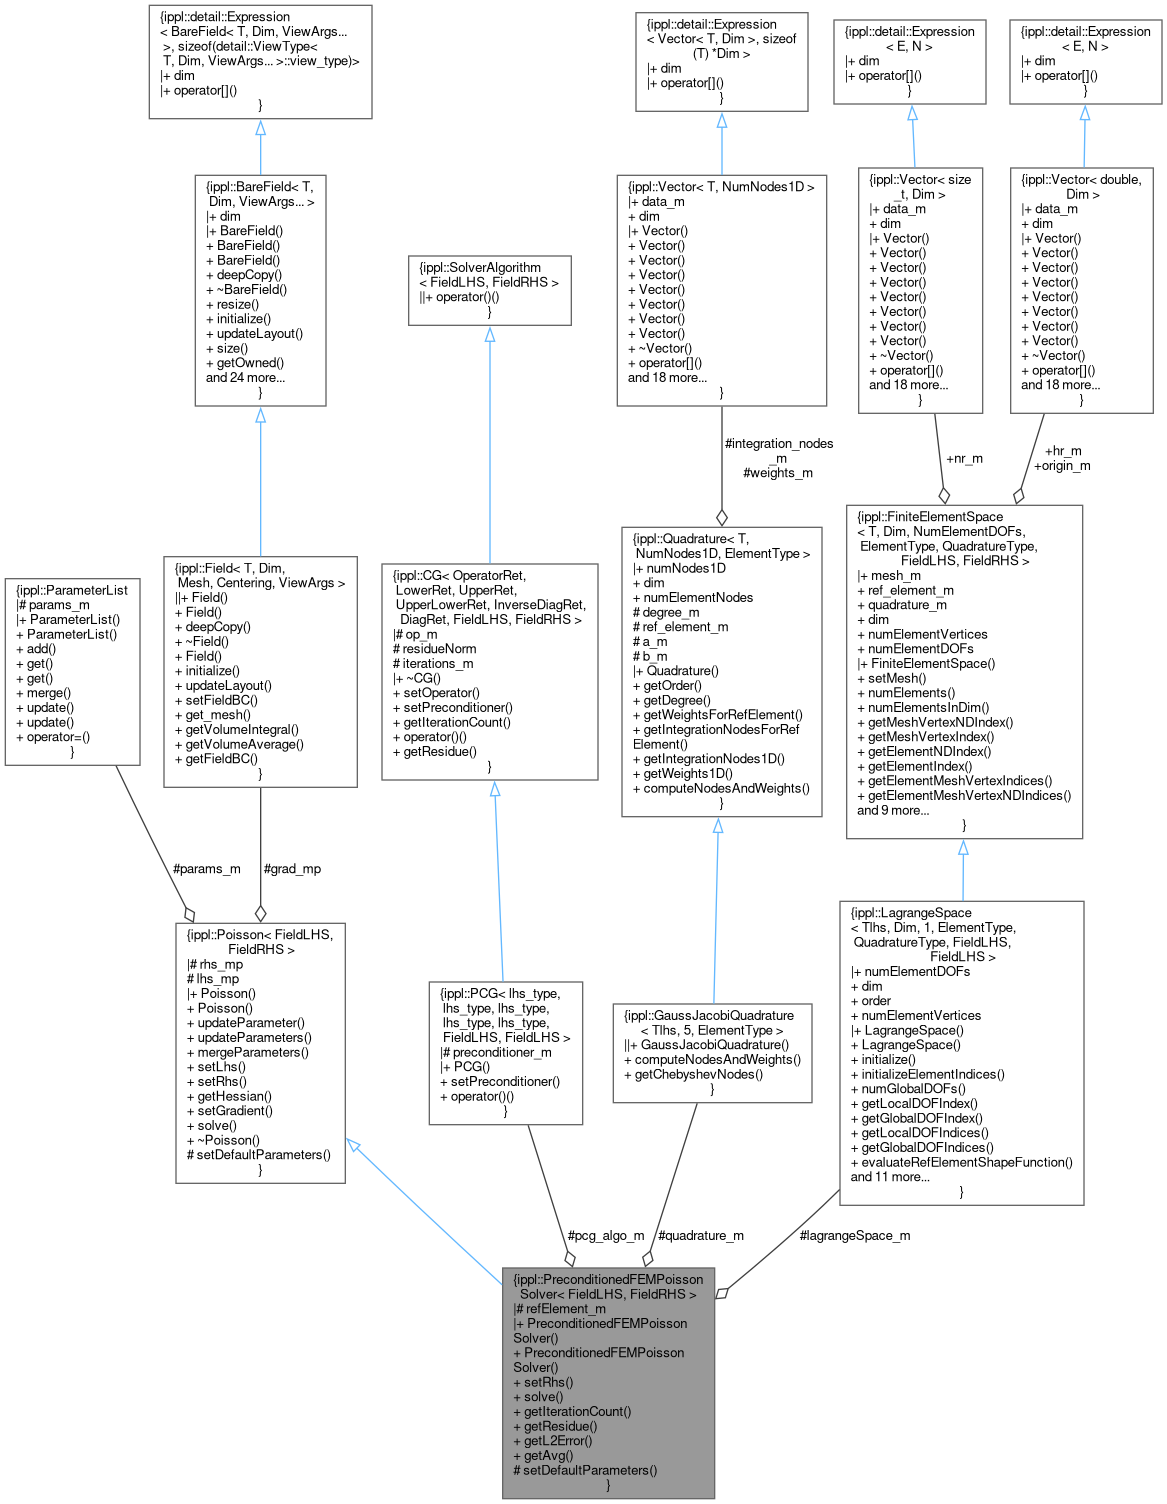 {ippl::detail::Expression
< BareField< T, Dim, ViewArgs...
>, sizeof(detail::ViewType<
T, Dim, ViewArgs... >::view_type)>
|+ dim
|+ operator[]()
}
{ippl::detail::Expression
< Vector< T, Dim >, sizeof
(T) *Dim >
|+ dim
|+ operator[]()
}
{ippl::detail::Expression
< E, N >
|+ dim
|+ operator[]()
}
{ippl::detail::Expression
< E, N >
|+ dim
|+ operator[]()
}
{ippl::BareField< T,
Dim, ViewArgs... >
|+ dim
|+ BareField()
+ BareField()
+ BareField()
+ deepCopy()
+ ~BareField()
+ resize()
+ initialize()
+ updateLayout()
+ size()
+ getOwned()
and 24 more...
}
{ippl::SolverAlgorithm
< FieldLHS, FieldRHS >
||+ operator()()
}
{ippl::Vector< T, NumNodes1D >
|+ data_m
+ dim
|+ Vector()
+ Vector()
+ Vector()
+ Vector()
+ Vector()
+ Vector()
+ Vector()
+ Vector()
+ ~Vector()
+ operator[]()
and 18 more...
}
{ippl::Vector< size
_t, Dim >
|+ data_m
+ dim
|+ Vector()
+ Vector()
+ Vector()
+ Vector()
+ Vector()
+ Vector()
+ Vector()
+ Vector()
+ ~Vector()
+ operator[]()
and 18 more...
}
{ippl::Vector< double,
Dim >
|+ data_m
+ dim
|+ Vector()
+ Vector()
+ Vector()
+ Vector()
+ Vector()
+ Vector()
+ Vector()
+ Vector()
+ ~Vector()
+ operator[]()
and 18 more...
}
#integration_nodes
_m
#weights_m
+nr_m
+hr_m
+origin_m
{ippl::ParameterList
|# params_m
|+ ParameterList()
+ ParameterList()
+ add()
+ get()
+ get()
+ merge()
+ update()
+ update()
+ operator=()
}
{ippl::Field< T, Dim,
Mesh, Centering, ViewArgs >
||+ Field()
+ Field()
+ deepCopy()
+ ~Field()
+ Field()
+ initialize()
+ updateLayout()
+ setFieldBC()
+ get_mesh()
+ getVolumeIntegral()
+ getVolumeAverage()
+ getFieldBC()
}
{ippl::CG< OperatorRet,
LowerRet, UpperRet,
UpperLowerRet, InverseDiagRet,
DiagRet, FieldLHS, FieldRHS >
|# op_m
# residueNorm
# iterations_m
|+ ~CG()
+ setOperator()
+ setPreconditioner()
+ getIterationCount()
+ operator()()
+ getResidue()
}
{ippl::Quadrature< T,
NumNodes1D, ElementType >
|+ numNodes1D
+ dim
+ numElementNodes
# degree_m
# ref_element_m
# a_m
# b_m
|+ Quadrature()
+ getOrder()
+ getDegree()
+ getWeightsForRefElement()
+ getIntegrationNodesForRef
Element()
+ getIntegrationNodes1D()
+ getWeights1D()
+ computeNodesAndWeights()
}
{ippl::FiniteElementSpace
< T, Dim, NumElementDOFs,
ElementType, QuadratureType,
FieldLHS, FieldRHS >
|+ mesh_m
+ ref_element_m
+ quadrature_m
+ dim
+ numElementVertices
+ numElementDOFs
|+ FiniteElementSpace()
+ setMesh()
+ numElements()
+ numElementsInDim()
+ getMeshVertexNDIndex()
+ getMeshVertexIndex()
+ getElementNDIndex()
+ getElementIndex()
+ getElementMeshVertexIndices()
+ getElementMeshVertexNDIndices()
and 9 more...
}
#params_m
#grad_mp
{ippl::Poisson< FieldLHS,
FieldRHS >
|# rhs_mp
# lhs_mp
|+ Poisson()
+ Poisson()
+ updateParameter()
+ updateParameters()
+ mergeParameters()
+ setLhs()
+ setRhs()
+ getHessian()
+ setGradient()
+ solve()
+ ~Poisson()
# setDefaultParameters()
}
{ippl::PCG< lhs_type,
lhs_type, lhs_type,
lhs_type, lhs_type,
FieldLHS, FieldLHS >
|# preconditioner_m
|+ PCG()
+ setPreconditioner()
+ operator()()
}
{ippl::GaussJacobiQuadrature
< Tlhs, 5, ElementType >
||+ GaussJacobiQuadrature()
+ computeNodesAndWeights()
+ getChebyshevNodes()
}
{ippl::LagrangeSpace
< Tlhs, Dim, 1, ElementType,
QuadratureType, FieldLHS,
FieldLHS >
|+ numElementDOFs
+ dim
+ order
+ numElementVertices
|+ LagrangeSpace()
+ LagrangeSpace()
+ initialize()
+ initializeElementIndices()
+ numGlobalDOFs()
+ getLocalDOFIndex()
+ getGlobalDOFIndex()
+ getLocalDOFIndices()
+ getGlobalDOFIndices()
+ evaluateRefElementShapeFunction()
and 11 more...
}
#pcg_algo_m
#quadrature_m
#lagrangeSpace_m
{ippl::PreconditionedFEMPoisson
Solver< FieldLHS, FieldRHS >
|# refElement_m
|+ PreconditionedFEMPoisson
Solver()
+ PreconditionedFEMPoisson
Solver()
+ setRhs()
+ solve()
+ getIterationCount()
+ getResidue()
+ getL2Error()
+ getAvg()
# setDefaultParameters()
}